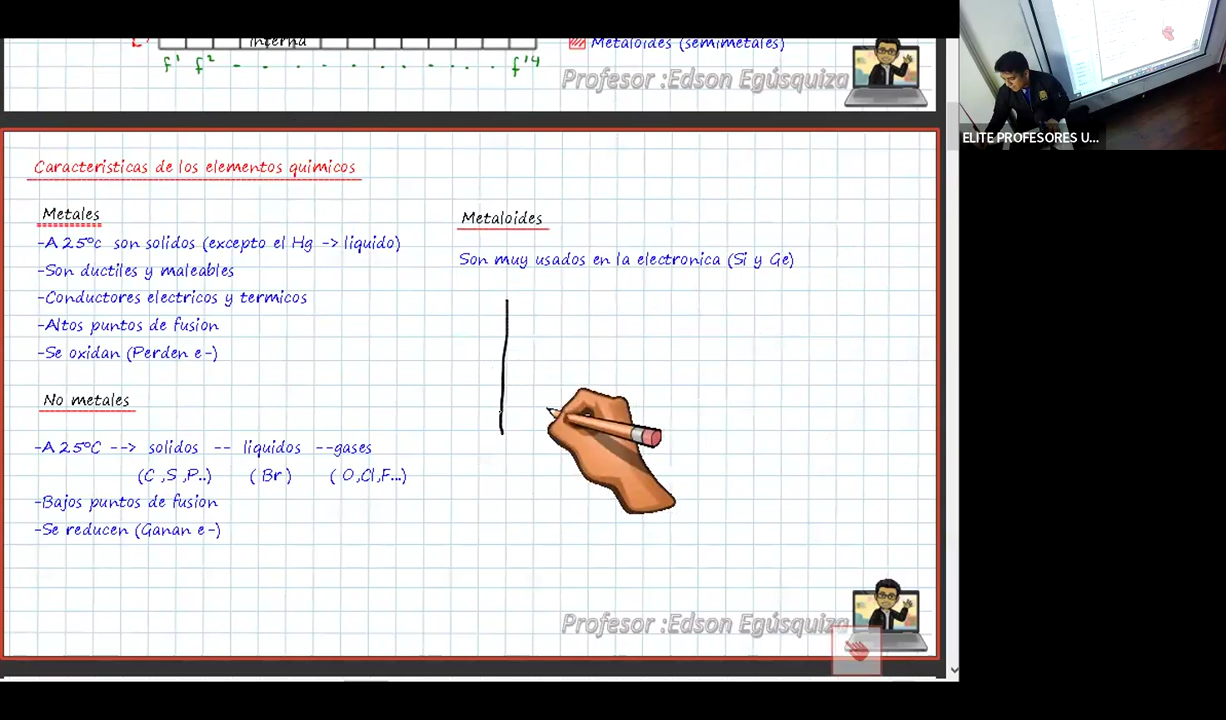 interna
f¹ f² - . . . . . . . . f¹4
Metaloides (semimetales)
Profesor :Edson Egúsquiza
ELITE PROFESORES U...
Caracteristicas de los elementos quimicos
Metales
-A 25°c son solidos (excepto el Hg -> liquido)
-Son ductiles y maleables
-Conductores electricos y termicos
-Altos puntos de fusion
-Se oxidan (Perden e-)
No metales
-A 25°C --> solidos -- liquidos --gases
(C ,S ,P..) ( Br ) ( O,Cl,F...)
-Bajos puntos de fusion
-Se reducen (Ganan e-)
Metaloides
Son muy usados en la electronica (Si y Ge)
Profesor :Edson Egúsquiza